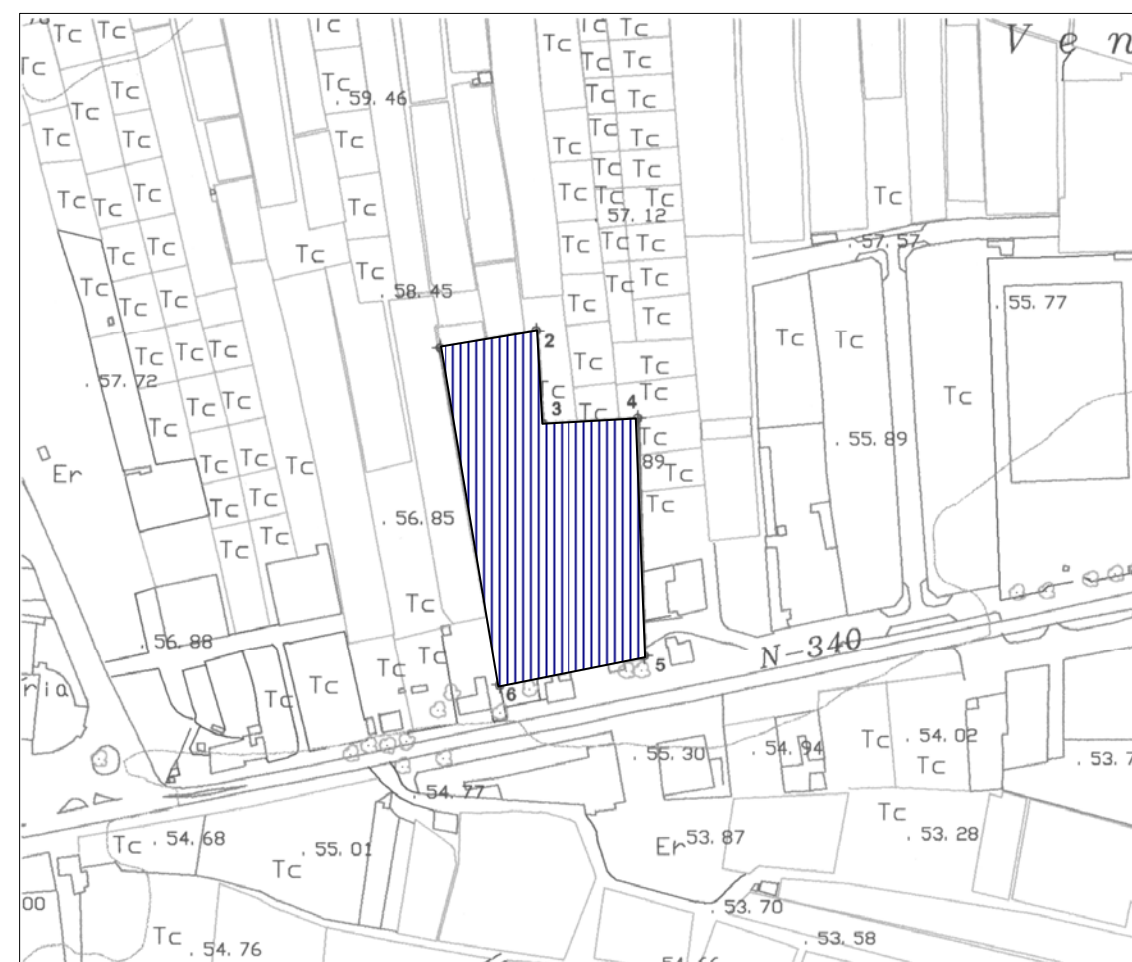 Tc Tc Tc Tc Tc Tc
V e n
Tc Tc Tc
Tc Tc Tc
59.46 Tc Tc
Tc
Tc Tc Tc Tc Tc
Tc Tc Tc Tc
Tc Tc Tc Tc Tc Tc Tc
Tc Tc Tc
57.12
Tc Tc Tc Tc Tc Tc
57.57
Tc Tc
Tc Tc Tc
58.45
Tc Tc Tc
55.77
Tc
2
Tc Tc
Tc Tc Tc Tc Tc
57.72
Tc Tc
Tc Tc Tc
3
Tc
4
Tc
Tc
55.89
Er
Tc Tc Tc
89
Tc
Tc Tc
Tc
56.85
Tc Tc
Tc
56.88
N-340
Tc Tc
5
ria
Tc Tc
6
55.30
54.94
Tc
54.02
Tc
53.7
54.77
Tc
54.68
Tc
55.01
Er
53.87
Tc
53.28
Tc
00
53.70
Tc
54.76
53.58